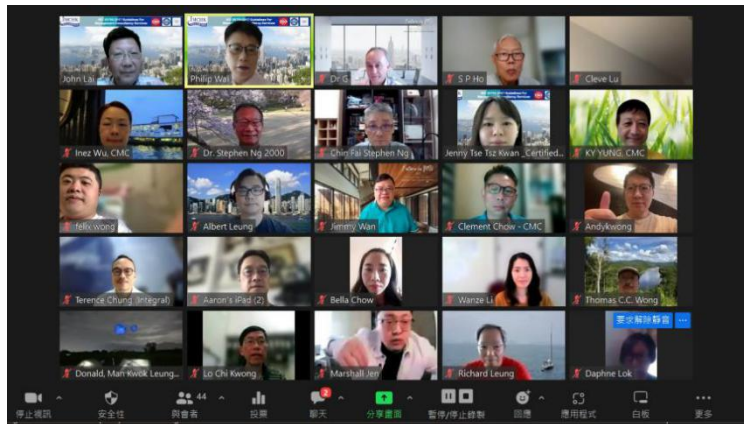 John Lai
Philip Wai
Dr.G
S P Ho
Cleve Lu
Inez Wu, CMC
Dr. Stephen Ng 2000
Chin Fai Stephen Ng
Jenny Tse Tsz Kwan _Certified...
KY YUNG. CMC
felix wong
Albert Leung
Jimmy Wan
Clement Chow - CMC
Andykwong
Terence Chung (Integral)
Aaron's iPad (2)
Bella Chow
Wanze Li
Thomas C.C. Wong
要求解除靜音 ...
Donald, Man Kwok Leung...
Lo Chi Kwong
Marshall Jen
Richard Leung
Daphne Lok
44
2
停止視訊
安全性
與會者
投票
聊天
分享畫面
暫停/停止錄製
回應
應用程式
白板
更多